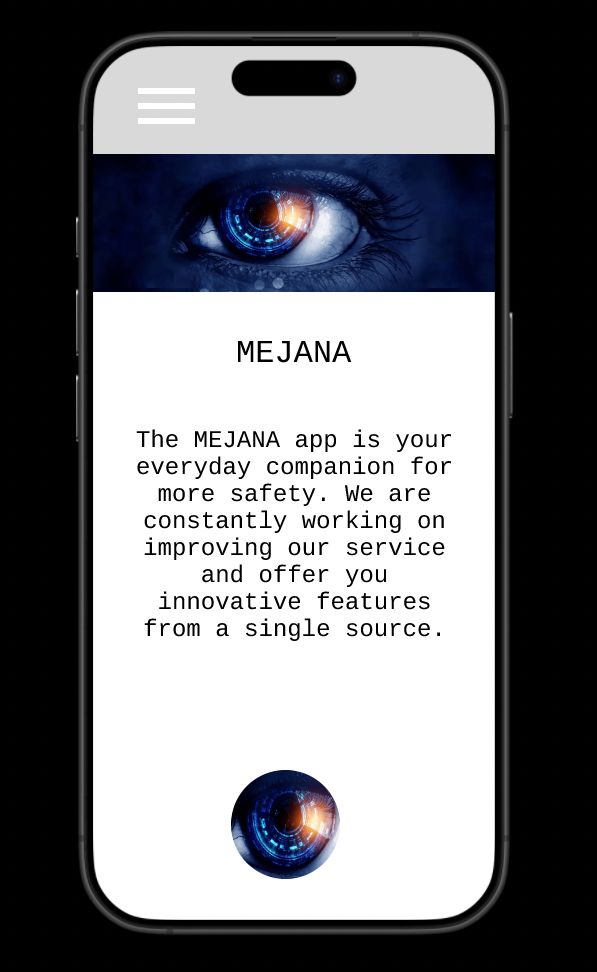 MEJANA
The MEJANA app is your
everyday companion for
more safety. We are
constantly working on
improving our service
and offer you
innovative features
from a single source.